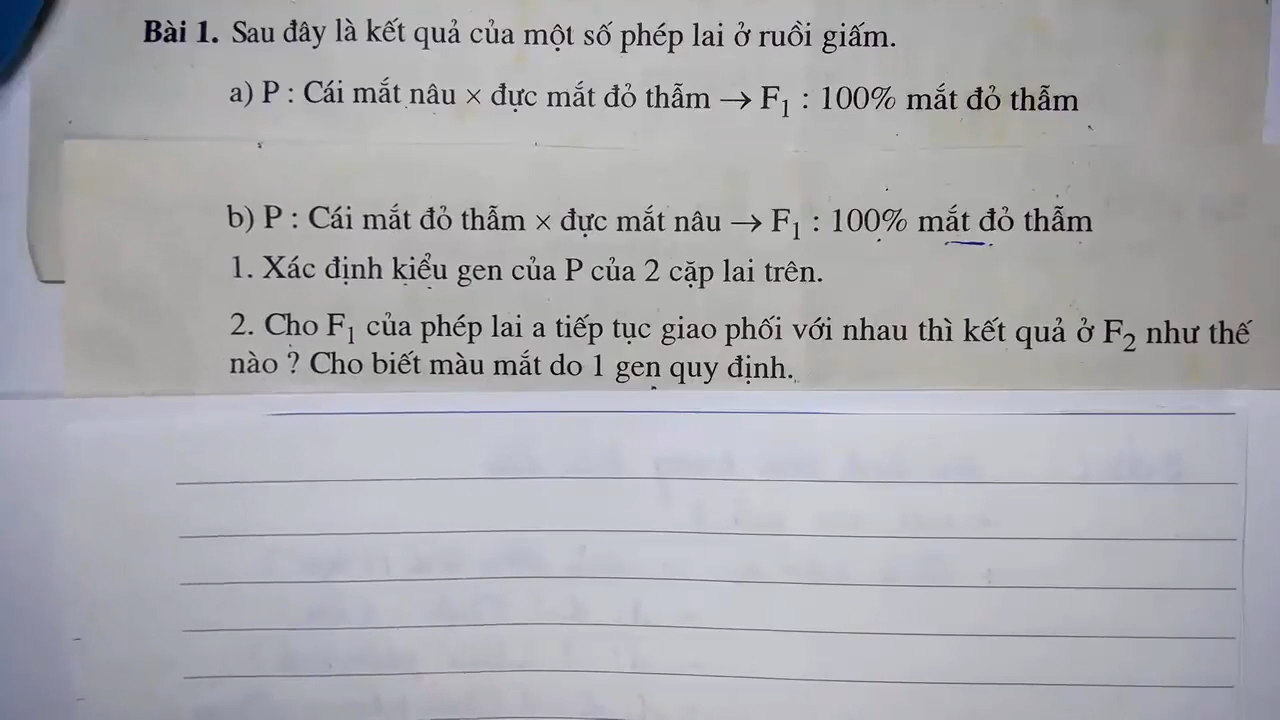 Bài 1. Sau đây là kết quả của một số phép lai ở ruồi giấm.
a) P : Cái mắt nâu × đực mắt đỏ thẫm → F₁ : 100% mắt đỏ thẫm
b) P : Cái mắt đỏ thẫm × đực mắt nâu → F₁ : 100% mắt đỏ thẫm
1. Xác định kiểu gen của P của 2 cặp lai trên.
2. Cho F₁ của phép lai a tiếp tục giao phối với nhau thì kết quả ở F₂ như thế
nào ? Cho biết màu mắt do 1 gen quy định.